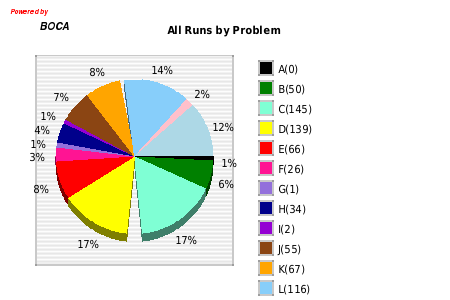 Powered by
BOCA
All Runs by Problem
14%
8%
2%
7%
1%
12%
4%
1%
3%
1%
6%
8%
17%
17%
A(0)
B(50)
C(145)
D(139)
E(66)
F(26)
G(1)
H(34)
I(2)
J(55)
K(67)
L(116)